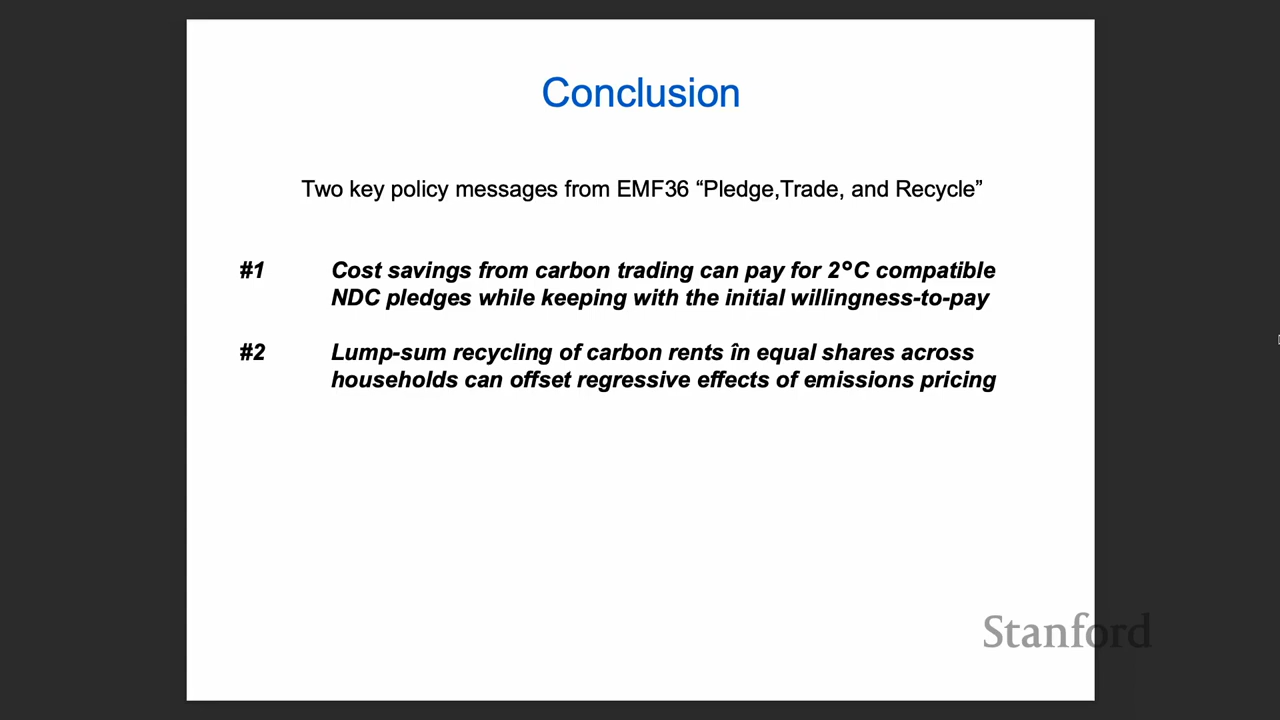 Conclusion
Two key policy messages from EMF36 “Pledge,Trade, and Recycle”
#1 Cost savings from carbon trading can pay for 2°C compatible
NDC pledges while keeping with the initial willingness-to-pay
#2 Lump-sum recycling of carbon rents în equal shares across
households can offset regressive effects of emissions pricing
Stanford